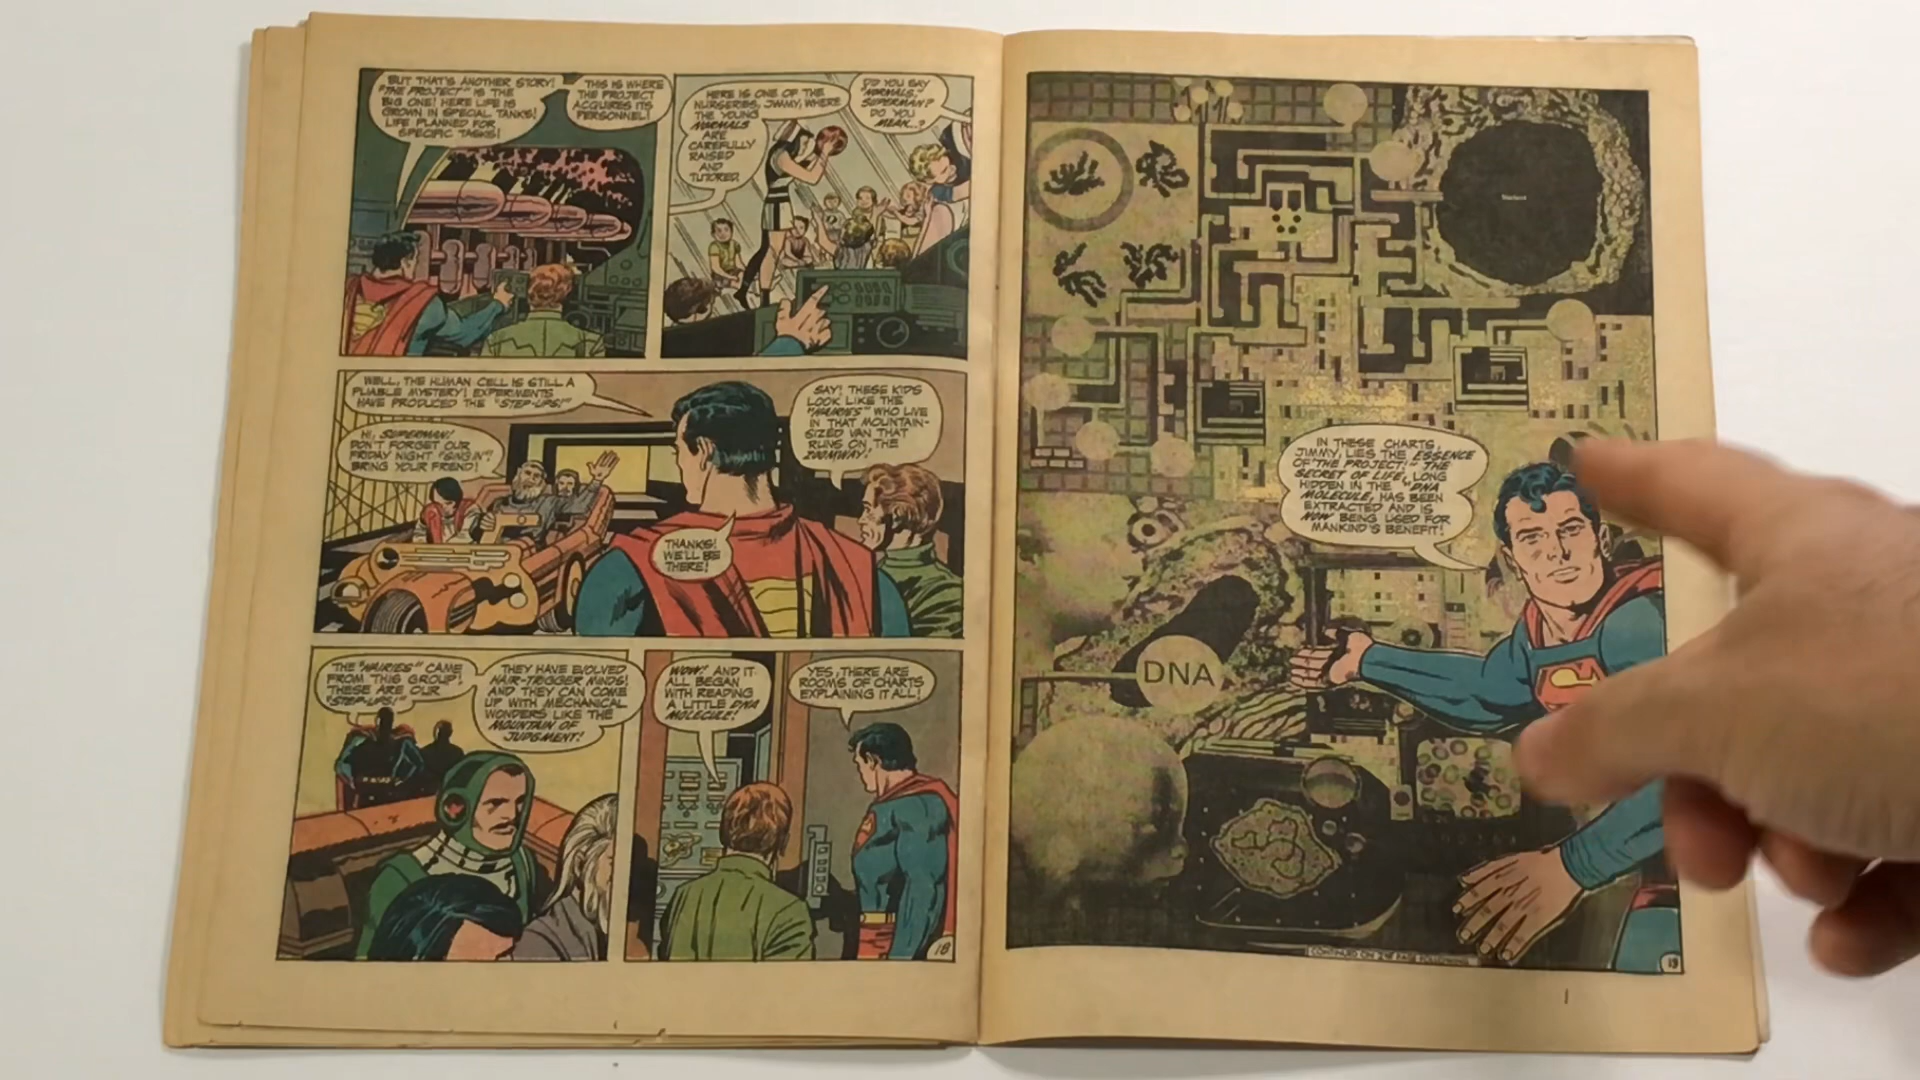 BUT THAT'S ANOTHER STORY!
"THE PROJECT" IS THE
BIG ONE! HERE LIFE IS
GROWN IN SPECIAL TANKS!
LIFE PLANNED FOR
SPECIFIC TASKS!
THIS IS WHERE
THE PROJECT
ACQUIRES ITS
PERSONNEL!
HERE IS ONE OF THE
NURSERIES, JIMMY, WHERE
THE YOUNG
NORMALS
ARE
CAREFULLY
RAISED
AND
TUTORED.
DID YOU SAY
"NORMALS,"
SUPERMAN?
DO YOU
MEAN..?
WELL, THE HUMAN CELL IS STILL A
PLIABLE MYSTERY! EXPERIMENTS
HAVE PRODUCED THE "STEP-UPS!"
HI, SUPERMAN!
DON'T FORGET OUR
FRIDAY NIGHT "SING IN"!
BRING YOUR FRIEND!
THANKS!
WE'LL BE
THERE!
SAY! THESE KIDS
LOOK LIKE THE
"HAIRIES" WHO LIVE
IN THAT MOUNTAIN-
SIZED VAN THAT
RUNS ON THE
ZOOMWAY!
THE "HAIRIES" CAME
FROM THIS GROUP!
THESE ARE OUR
"STEP-UPS!"
THEY HAVE EVOLVED
HAIR-TRIGGER MINDS!
AND THEY CAN COME
UP WITH MECHANICAL
WONDERS LIKE THE
MOUNTAIN OF
JUDGMENT!
WOW! AND IT
ALL BEGAN
WITH READING
A LITTLE DNA
MOLECULE!
YES, THERE ARE
ROOMS OF CHARTS
EXPLAINING IT ALL!
18
IN THESE CHARTS,
JIMMY, LIES THE ESSENCE
OF "THE PROJECT!" THE
SECRET OF LIFE, LONG
HIDDEN IN THE DNA
MOLECULE, HAS BEEN
EXTRACTED AND IS
NOW BEING USED FOR
MANKIND'S BENEFIT!
DNA
CONTINUED ON 2ND PAGE FOLLOWING
19